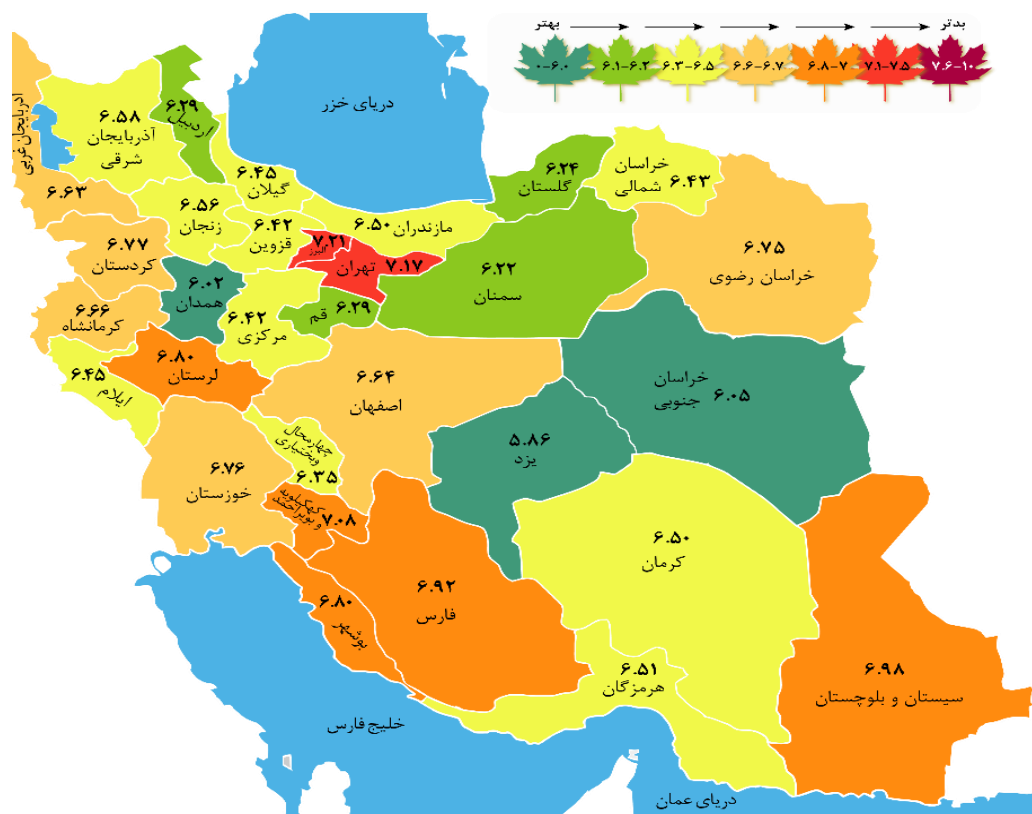 بهتر
بدتر
۰-۶.۰
۶.۱-۶.۲
۶.۳-۶.۵
۶.۶-۶.۷
۶.۸-۷
۷.۱-۷.۵
۷.۶-۱۰
دریای خزر
آذربایجان غربی
۶.۶۳
۶.۵۸
آذربایجان
شرقی
۶.۲۹
اردبیل
۶.۴۵
گیلان
۶.۲۴
گلستان
خراسان
شمالی
۶.۴۳
۶.۵۶
زنجان
۶.۴۲
قزوین
۶.۵۰ مازندران
۷.۲۱
البرز
تهران ۷.۱۷
۶.۲۲
سمنان
۶.۷۵
خراسان رضوی
۶.۷۷
کردستان
۶.۰۲
همدان
۶.۴۲
مرکزی
قم ۶.۲۹
۶.۶۶
کرمانشاه
۶.۸۰
لرستان
۶.۴۵
ایلام
۶.۶۴
اصفهان
خراسان
جنوبی
۶.۰۵
۵.۸۶
یزد
چهارمحال
وبختیاری
۶.۳۵
۶.۷۶
خوزستان
کهگیلویه
و بویراحمد
۷.۰۸
۶.۵۰
کرمان
۶.۹۲
فارس
۶.۸۰
بوشهر
۶.۵۱
هرمزگان
۶.۹۸
سیستان و بلوچستان
خلیج فارس
دریای عمان